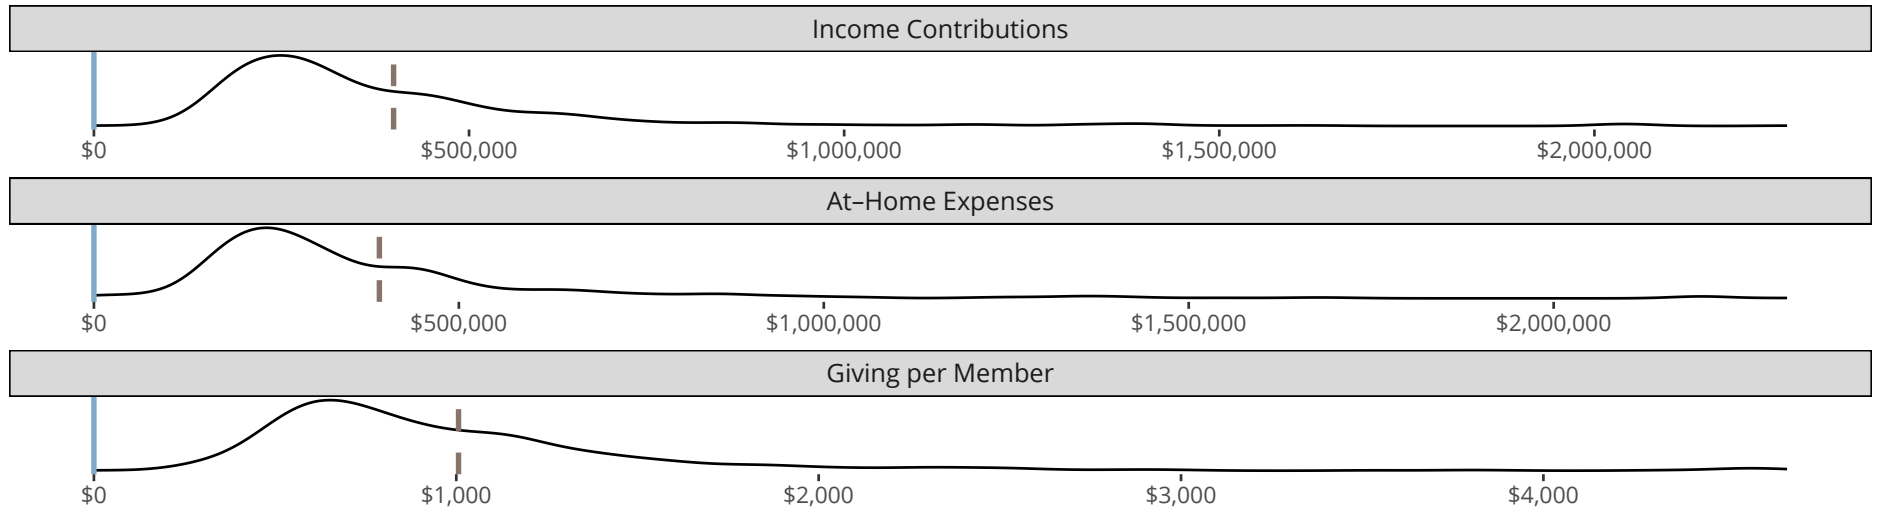 Income Contributions
$0 $500,000 $1,000,000 $1,500,000 $2,000,000
At–Home Expenses
$0 $500,000 $1,000,000 $1,500,000 $2,000,000
Giving per Member
$0 $1,000 $2,000 $3,000 $4,000